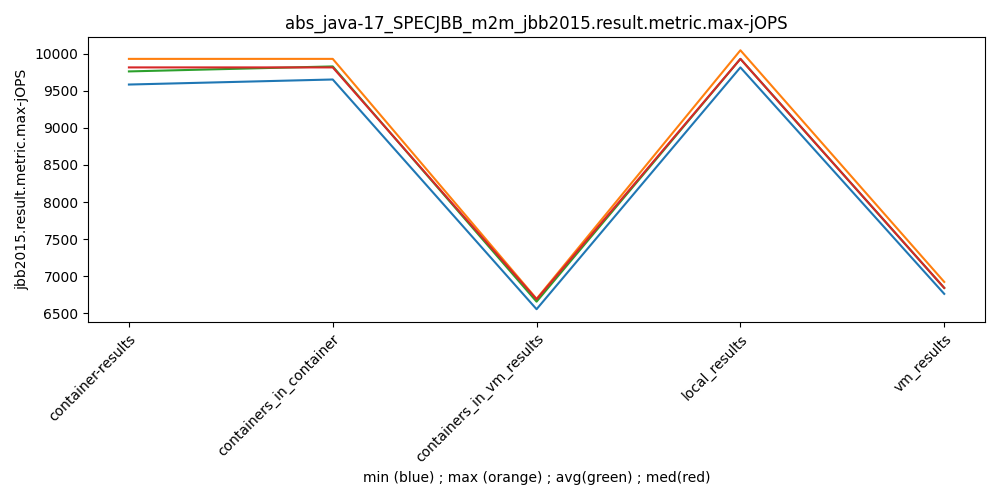 abs_java-17_SPECJBB_m2m_jbb2015.result.metric.max-jOPS
jbb2015.result.metric.max-jOPS
10000
9500
9000
8500
8000
7500
7000
6500
container-results
containers_in_container
containers_in_vm_results
local_results
vm_results
min (blue) ; max (orange) ; avg(green) ; med(red)